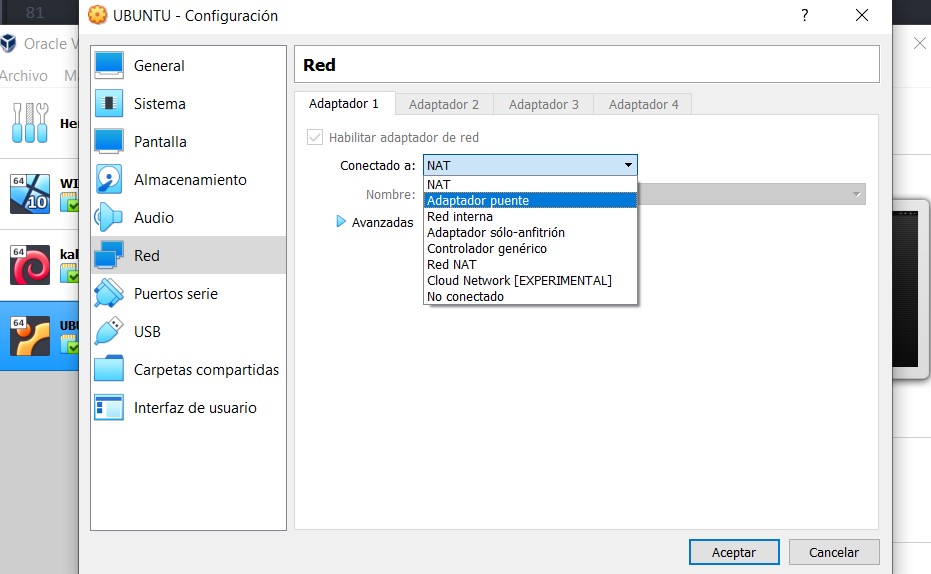 81
UBUNTU - Configuración
?
Oracle V
Archivo
General
Sistema
Pantalla
Almacenamiento
Audio
Red
Puertos serie
USB
Carpetas compartidas
Interfaz de usuario
64
10
WI
64
kal
64
UBU
Red
Adaptador 1
Adaptador 2
Adaptador 3
Adaptador 4
Habilitar adaptador de red
Conectado a: NAT
NAT
Nombre:
Adaptador puente
Red interna
Avanzadas
Adaptador sólo-anfitrión
Controlador genérico
Red NAT
Cloud Network [EXPERIMENTAL]
No conectado
Aceptar
Cancelar